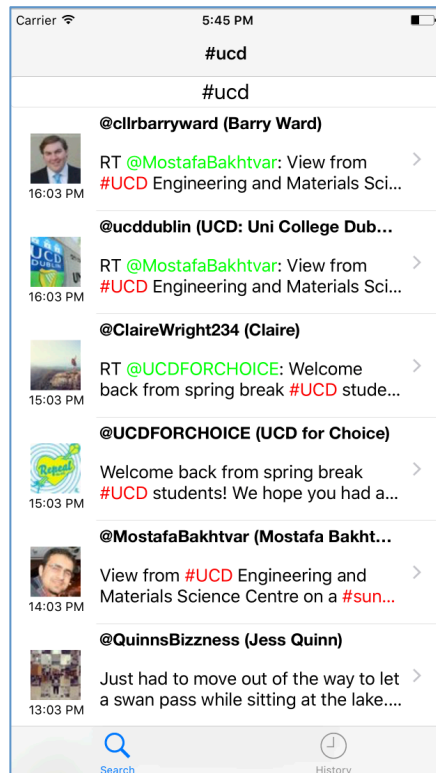 Carrier 5:45 PM
#ucd
#ucd
@cllrbarryward (Barry Ward)
RT @MostafaBakhtvar: View from
#UCD Engineering and Materials Sci...
16:03 PM
@ucddublin (UCD: Uni College Dub...
RT @MostafaBakhtvar: View from
#UCD Engineering and Materials Sci...
UCD
DUBLIN
16:03 PM
@ClaireWright234 (Claire)
RT @UCDFORCHOICE: Welcome
back from spring break #UCD stude...
15:03 PM
@UCDFORCHOICE (UCD for Choice)
Welcome back from spring break
#UCD students! We hope you had a...
Repeal
15:03 PM
@MostafaBakhtvar (Mostafa Bakht...
View from #UCD Engineering and
Materials Science Centre on a #sun...
14:03 PM
@QuinnsBizzness (Jess Quinn)
Just had to move out of the way to let
a swan pass while sitting at the lake....
13:03 PM
Search History